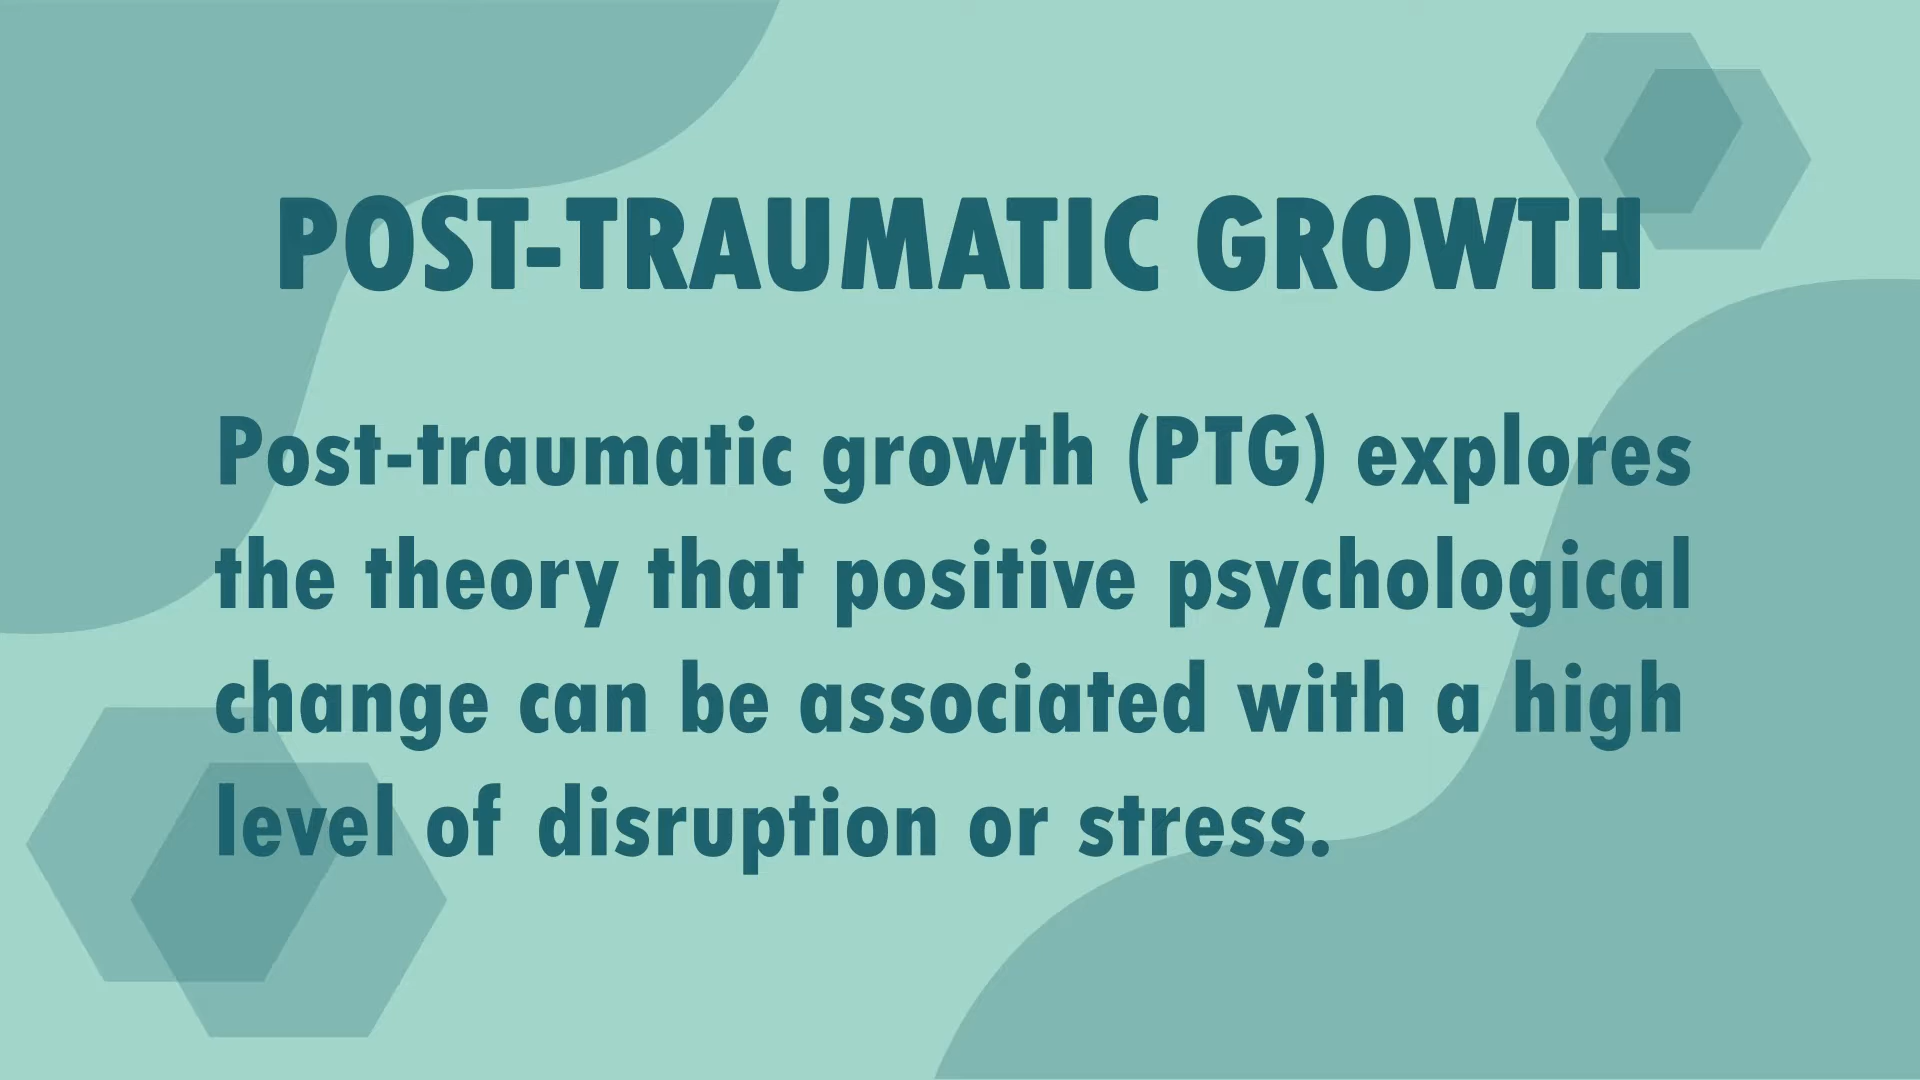 POST-TRAUMATIC GROWTH
Post-traumatic growth (PTG) explores
the theory that positive psychological
change can be associated with a high
level of disruption or stress.